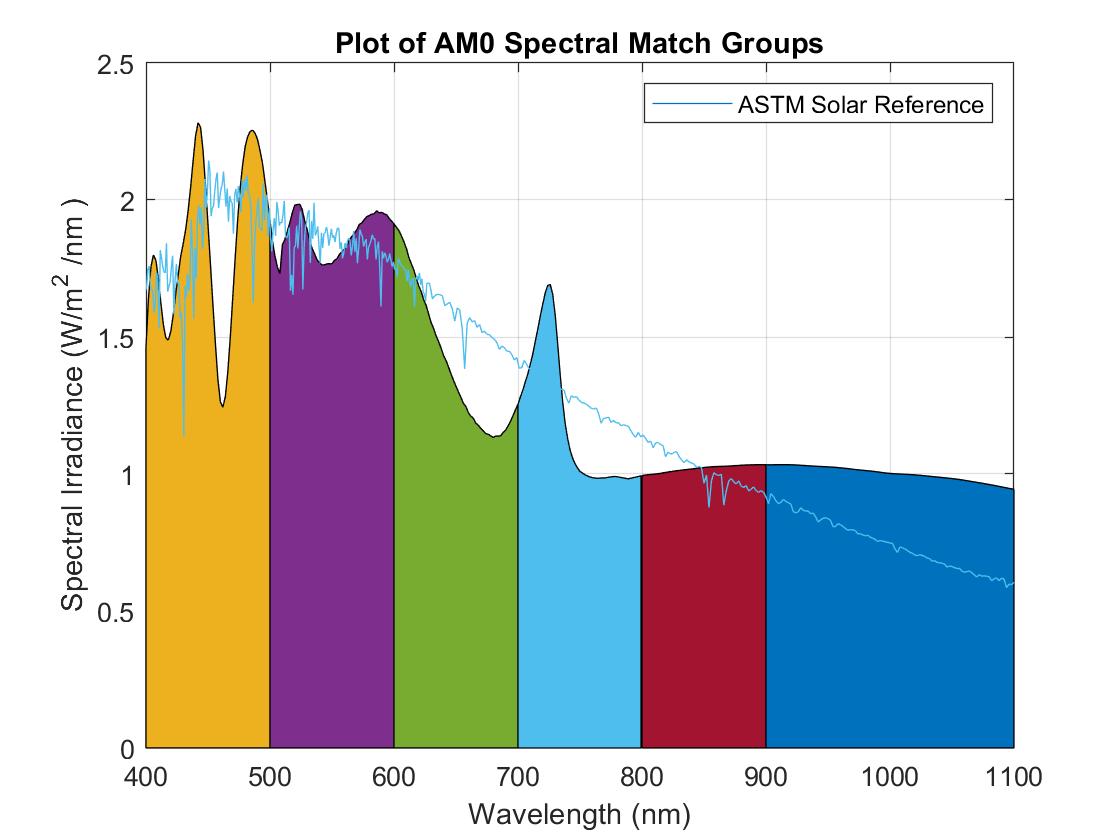 Plot of AM0 Spectral Match Groups
ASTM Solar Reference
2.5
2
1.5
1
0.5
0
Spectral Irradiance (W/m² /nm )
400 500 600 700 800 900 1000 1100
Wavelength (nm)